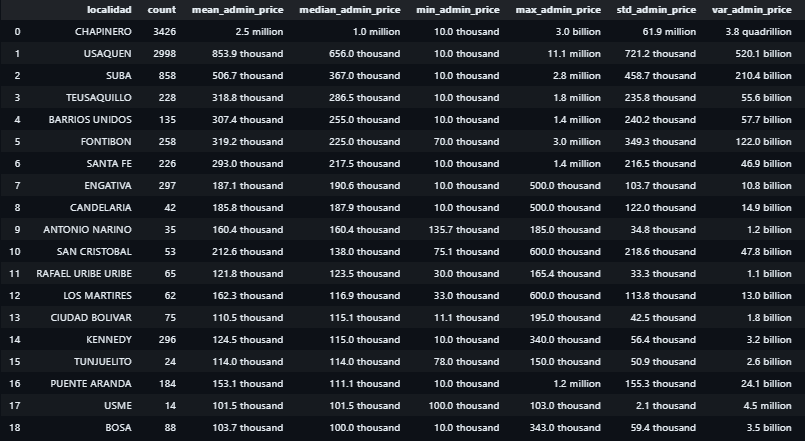 localidad count mean_admin_price median_admin_price min_admin_price max_admin_price std_admin_price var_admin_price
0 CHAPINERO 3426 2.5 million 1.0 million 10.0 thousand 3.0 billion 61.9 million 3.8 quadrillion
1 USAQUEN 2998 853.9 thousand 656.0 thousand 10.0 thousand 11.1 million 721.2 thousand 520.1 billion
2 SUBA 858 506.7 thousand 367.0 thousand 10.0 thousand 2.8 million 458.7 thousand 210.4 billion
3 TEUSAQUILLO 228 318.8 thousand 286.5 thousand 10.0 thousand 1.8 million 235.8 thousand 55.6 billion
4 BARRIOS UNIDOS 135 307.4 thousand 255.0 thousand 10.0 thousand 1.4 million 240.2 thousand 57.7 billion
5 FONTIBON 258 319.2 thousand 225.0 thousand 70.0 thousand 3.0 million 349.3 thousand 122.0 billion
6 SANTA FE 226 293.0 thousand 217.5 thousand 10.0 thousand 1.4 million 216.5 thousand 46.9 billion
7 ENGATIVA 297 187.1 thousand 190.6 thousand 10.0 thousand 500.0 thousand 103.7 thousand 10.8 billion
8 CANDELARIA 42 185.8 thousand 187.9 thousand 10.0 thousand 500.0 thousand 122.0 thousand 14.9 billion
9 ANTONIO NARINO 35 160.4 thousand 160.4 thousand 135.7 thousand 185.0 thousand 34.8 thousand 1.2 billion
10 SAN CRISTOBAL 53 212.6 thousand 138.0 thousand 75.1 thousand 600.0 thousand 218.6 thousand 47.8 billion
11 RAFAEL URIBE URIBE 65 121.8 thousand 123.5 thousand 30.0 thousand 165.4 thousand 33.3 thousand 1.1 billion
12 LOS MARTIRES 62 162.3 thousand 116.9 thousand 33.0 thousand 600.0 thousand 113.8 thousand 13.0 billion
13 CIUDAD BOLIVAR 75 110.5 thousand 115.1 thousand 11.1 thousand 195.0 thousand 42.5 thousand 1.8 billion
14 KENNEDY 296 124.5 thousand 115.0 thousand 10.0 thousand 340.0 thousand 56.4 thousand 3.2 billion
15 TUNJUELITO 24 114.0 thousand 114.0 thousand 78.0 thousand 150.0 thousand 50.9 thousand 2.6 billion
16 PUENTE ARANDA 184 153.1 thousand 111.1 thousand 10.0 thousand 1.2 million 155.3 thousand 24.1 billion
17 USME 14 101.5 thousand 101.5 thousand 100.0 thousand 103.0 thousand 2.1 thousand 4.5 million
18 BOSA 88 103.7 thousand 100.0 thousand 10.0 thousand 343.0 thousand 59.4 thousand 3.5 billion